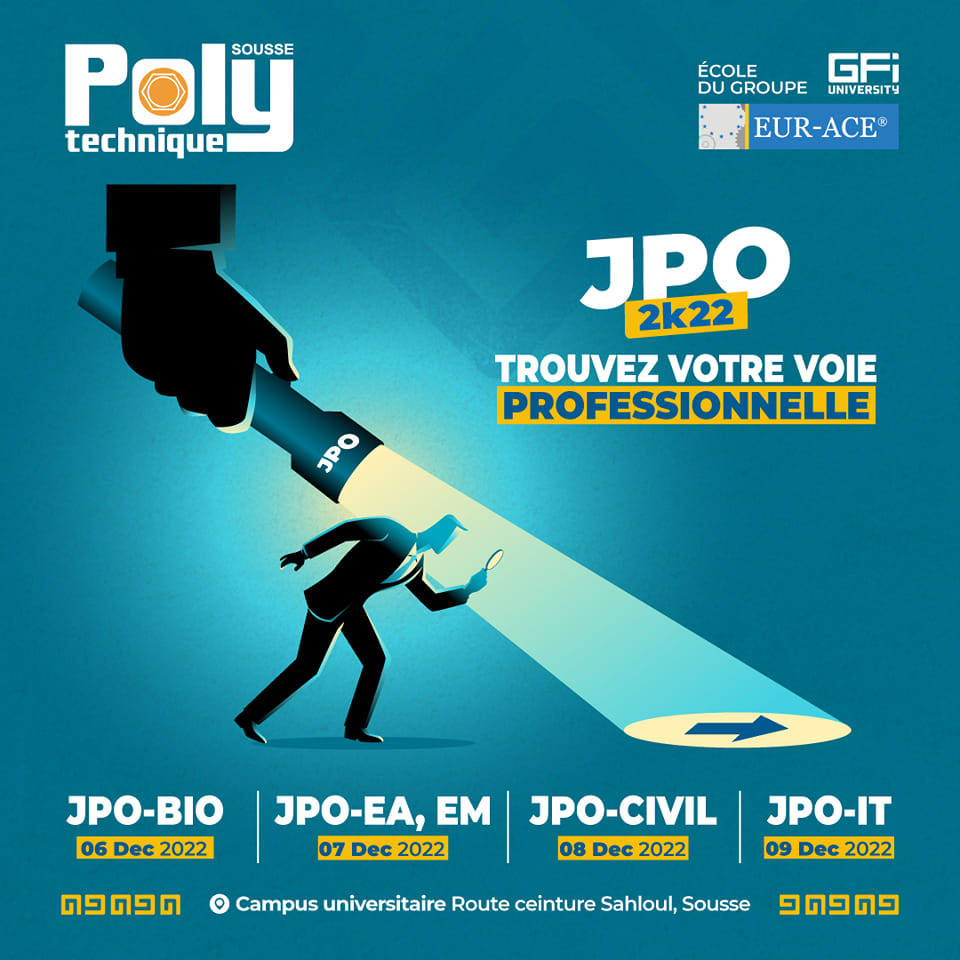 SOUSSE
Poly
technique
ÉCOLE
DU GROUPE
GFi
UNIVERSITY
EUR-ACE®
JPO
2k22
TROUVEZ VOTRE VOIE
PROFESSIONNELLE
JPO
JPO-BIO
06 Dec 2022
JPO-EA, EM
07 Dec 2022
JPO-CIVIL
08 Dec 2022
JPO-IT
09 Dec 2022
Campus universitaire Route ceinture Sahloul, Sousse